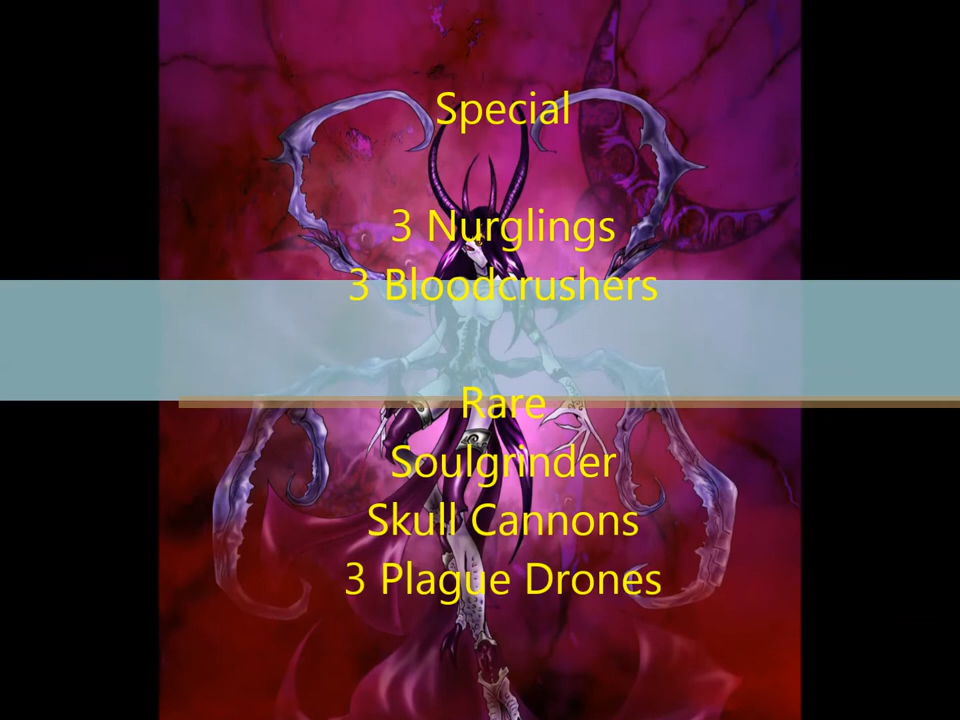 Special
3 Nurglings
3 Bloodcrushers
Rare
Soulgrinder
Skull Cannons
3 Plague Drones